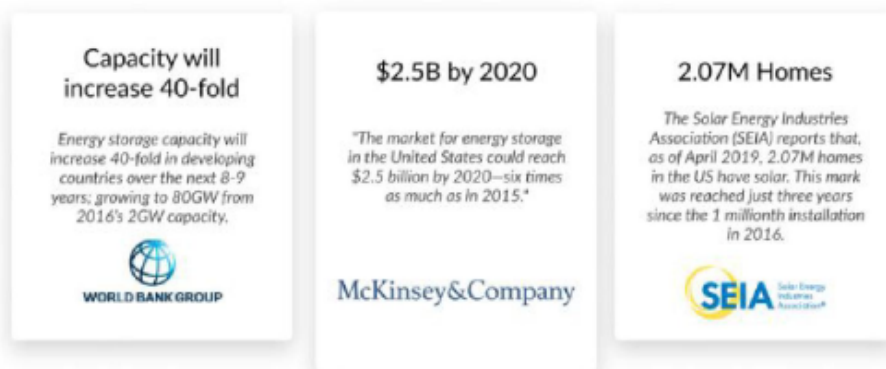 Capacity will
increase 40-fold
Energy storage capacity will
increase 40-fold in developing
countries over the next 8-9
years; growing to 80GW from
2016's 2GW capacity.
WORLD BANK GROUP
$2.5B by 2020
"The market for energy storage
in the United States could reach
$2.5 billion by 2020—six times
as much as in 2015."
McKinsey&Company
2.07M Homes
The Solar Energy Industries
Association (SEIA) reports that,
as of April 2019, 2.07M homes
in the US have solar. This mark
was reached just three years
since the 1 millionth installation
in 2016.
SEIA
Solar Energy
Industries
Association®